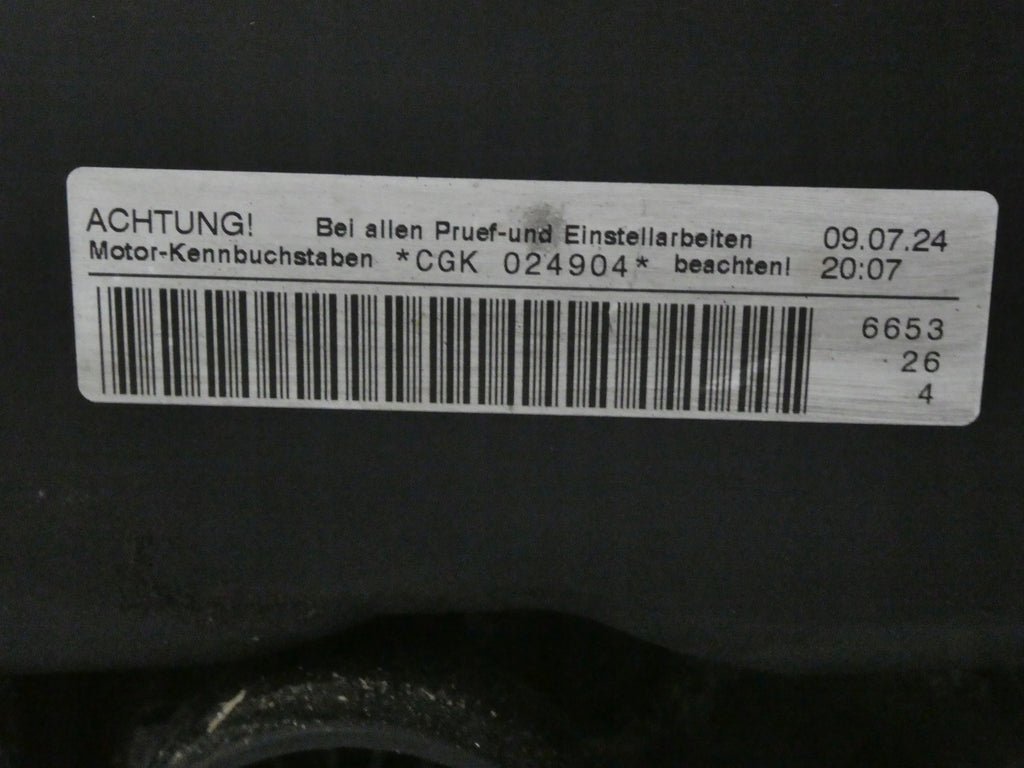 ACHTUNG! Bei allen Pruef-und Einstellarbeiten 09.07.24
Motor-Kennbuchstaben *CGK 024904* beachten! 20:07
6653
26
4